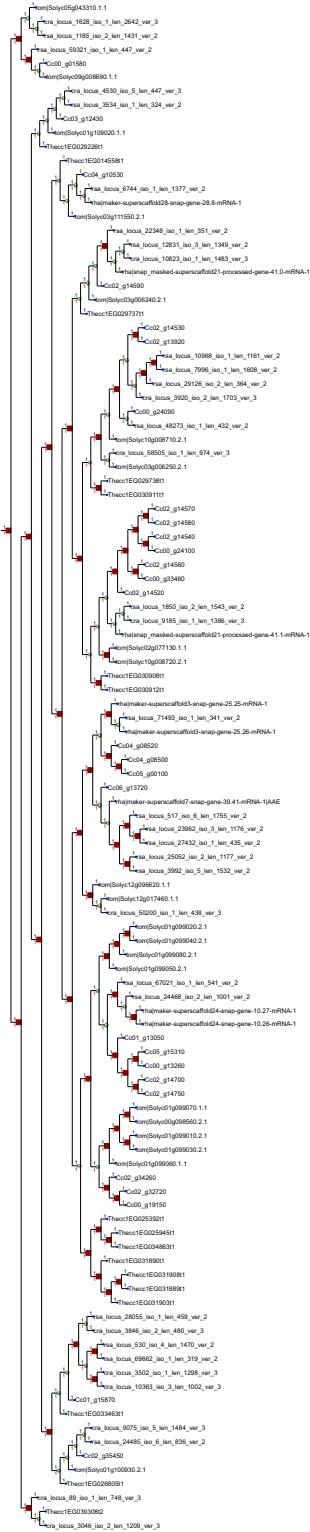 tom|Solyc05g043310.1.1
cra_locus_1628_iso_1_len_2642_ver_3
rsa_locus_1185_iso_2_len_1431_ver_2
rsa_locus_59321_iso_1_len_447_ver_2
Cc00_g01580
tom|Solyc09g008690.1.1
cra_locus_4530_iso_5_len_447_ver_3
rsa_locus_3534_iso_1_len_324_ver_2
Cc03_g12430
tom|Solyc01g109020.1.1
Thecc1EG029226t1
Thecc1EG014558t1
Cc04_g10530
rsa_locus_6744_iso_1_len_1377_ver_2
rha|maker-superscaffold28-snap-gene-28.8-mRNA-1
tom|Solyc03g111550.2.1
rsa_locus_22348_iso_1_len_351_ver_2
rsa_locus_12831_iso_3_len_1349_ver_2
cra_locus_10823_iso_1_len_1483_ver_3
rha|snap_masked-superscaffold21-processed-gene-41.0-mRNA-1
Cc02_g14590
tom|Solyc03g006240.2.1
Thecc1EG029737t1
Cc02_g14530
Cc02_g13920
rsa_locus_10968_iso_1_len_1161_ver_2
rsa_locus_7996_iso_1_len_1608_ver_2
rsa_locus_29126_iso_2_len_364_ver_2
cra_locus_3920_iso_2_len_1703_ver_3
Cc00_g24090
rsa_locus_48273_iso_1_len_432_ver_2
tom|Solyc10g008710.2.1
cra_locus_58505_iso_1_len_974_ver_3
tom|Solyc03g006250.2.1
Thecc1EG029738t1
Thecc1EG030911t1
Cc02_g14570
Cc02_g14580
Cc02_g14540
Cc00_g24100
Cc02_g14560
Cc00_g33460
Cc02_g14520
rsa_locus_1850_iso_2_len_1543_ver_2
cra_locus_9185_iso_1_len_1386_ver_3
rha|snap_masked-superscaffold21-processed-gene-41.1-mRNA-1
tom|Solyc02g077130.1.1
tom|Solyc10g008720.2.1
Thecc1EG030908t1
Thecc1EG030912t1
rha|maker-superscaffold3-snap-gene-25.25-mRNA-1
rsa_locus_71493_iso_1_len_341_ver_2
rha|maker-superscaffold3-snap-gene-25.26-mRNA-1
Cc04_g08520
Cc04_g08500
Cc05_g00100
Cc06_g13720
rha|maker-superscaffold7-snap-gene-39.41-mRNA-1|AAE
rsa_locus_517_iso_6_len_1755_ver_2
rsa_locus_23962_iso_3_len_1176_ver_2
rsa_locus_27432_iso_1_len_435_ver_2
rsa_locus_25052_iso_2_len_1177_ver_2
rsa_locus_3992_iso_5_len_1532_ver_2
tom|Solyc12g096620.1.1
tom|Solyc12g017460.1.1
cra_locus_50200_iso_1_len_438_ver_3
tom|Solyc01g099020.2.1
tom|Solyc01g099040.2.1
tom|Solyc01g099080.2.1
tom|Solyc01g099050.2.1
rsa_locus_67021_iso_1_len_541_ver_2
rsa_locus_24468_iso_2_len_1001_ver_2
rha|maker-superscaffold24-snap-gene-10.27-mRNA-1
rha|maker-superscaffold24-snap-gene-10.26-mRNA-1
Cc01_g13050
Cc05_g15310
Cc00_g13260
Cc02_g14700
Cc02_g14750
tom|Solyc01g099070.1.1
tom|Solyc00g098560.2.1
tom|Solyc01g099010.2.1
tom|Solyc01g099030.2.1
tom|Solyc01g099060.1.1
Cc02_g34260
Cc02_g32720
Cc00_g19150
Thecc1EG025392t1
Thecc1EG025945t1
Thecc1EG034863t1
Thecc1EG031890t1
Thecc1EG031908t1
Thecc1EG031889t1
Thecc1EG031903t1
rsa_locus_28055_iso_1_len_459_ver_2
cra_locus_3846_iso_2_len_480_ver_3
rsa_locus_530_iso_4_len_1470_ver_2
rsa_locus_69662_iso_1_len_319_ver_2
cra_locus_3502_iso_1_len_1298_ver_3
cra_locus_10363_iso_3_len_1002_ver_3
Cc01_g15870
Thecc1EG033463t1
cra_locus_9075_iso_5_len_1484_ver_3
rsa_locus_24485_iso_6_len_836_ver_2
Cc02_g35450
tom|Solyc01g100930.2.1
Thecc1EG026805t1
cra_locus_89_iso_1_len_748_ver_3
Thecc1EG039308t2
cra_locus_3046_iso_2_len_1209_ver_3